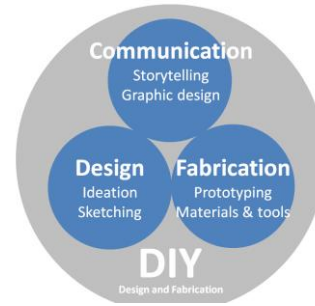 Communication
Storytelling
Graphic design
Design
Ideation
Sketching
Fabrication
Prototyping
Materials & tools
DIY
Design and Fabrication